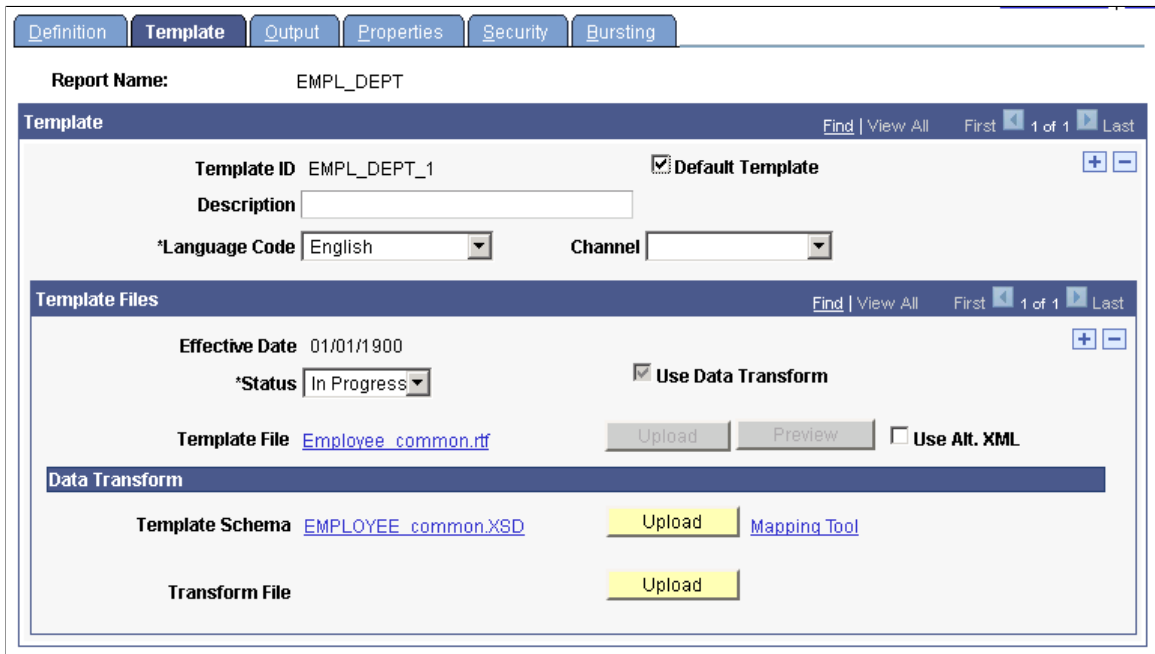 Definition Template Output Properties Security Bursting
Report Name: EMPL_DEPT
Template Find | View All First 1 of 1 Last
Template ID EMPL_DEPT_1 Default Template
Description
*Language Code English Channel
Template Files Find | View All First 1 of 1 Last
Effective Date 01/01/1900
*Status In Progress Use Data Transform
Template File Employee_common.rtf Upload Preview Use Alt. XML
Data Transform
Template Schema EMPLOYEE_common.XSD Upload Mapping Tool
Transform File Upload